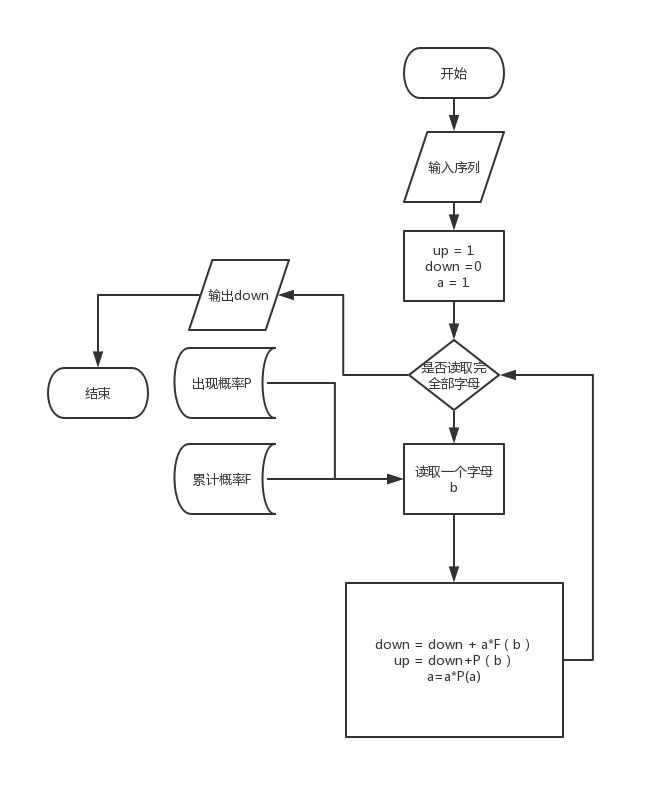 开始
输入序列
up = 1
down =0
a = 1
输出down
是否读取完
全部字母
出现概率P
结束
读取一个字母
b
累计概率F
down = down + a*F ( b )
up = down+P ( b )
a=a*P(a)